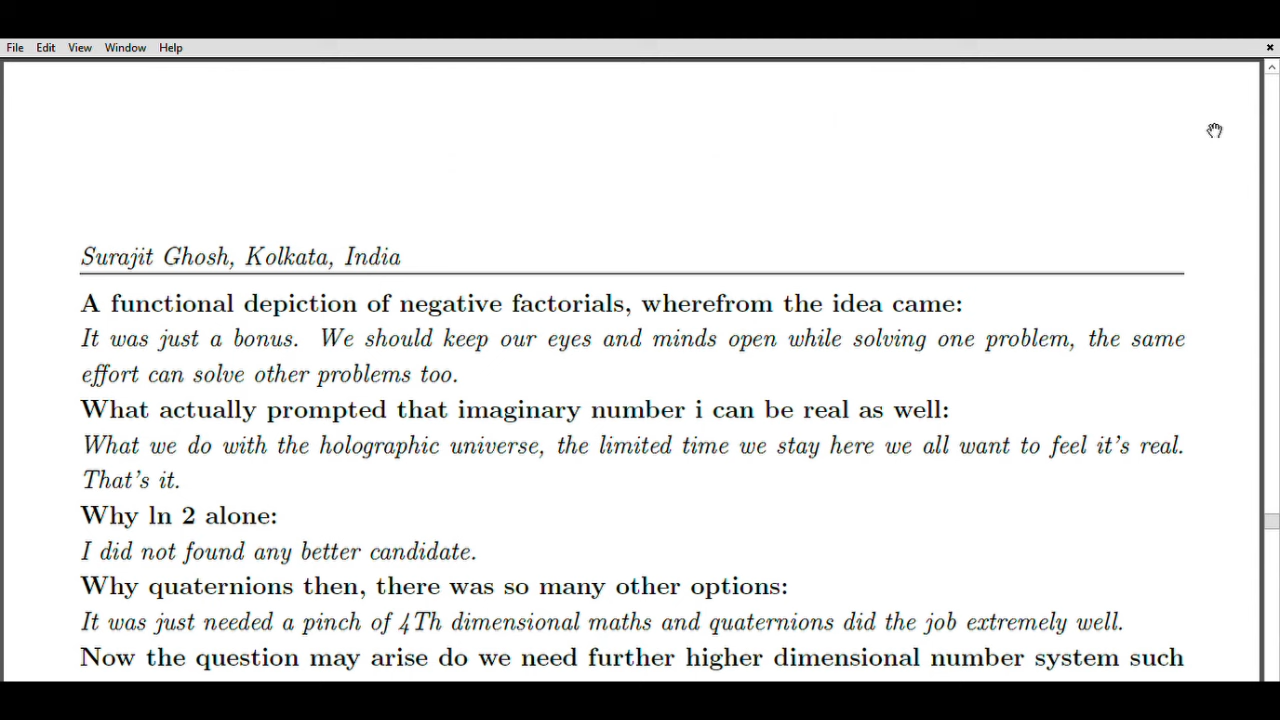 File Edit View Window Help
Surajit Ghosh, Kolkata, India
A functional depiction of negative factorials, wherefrom the idea came:
It was just a bonus. We should keep our eyes and minds open while solving one problem, the same
effort can solve other problems too.
What actually prompted that imaginary number i can be real as well:
What we do with the holographic universe, the limited time we stay here we all want to feel it's real.
That's it.
Why ln 2 alone:
I did not found any better candidate.
Why quaternions then, there was so many other options:
It was just needed a pinch of 4Th dimensional maths and quaternions did the job extremely well.
Now the question may arise do we need further higher dimensional number system such